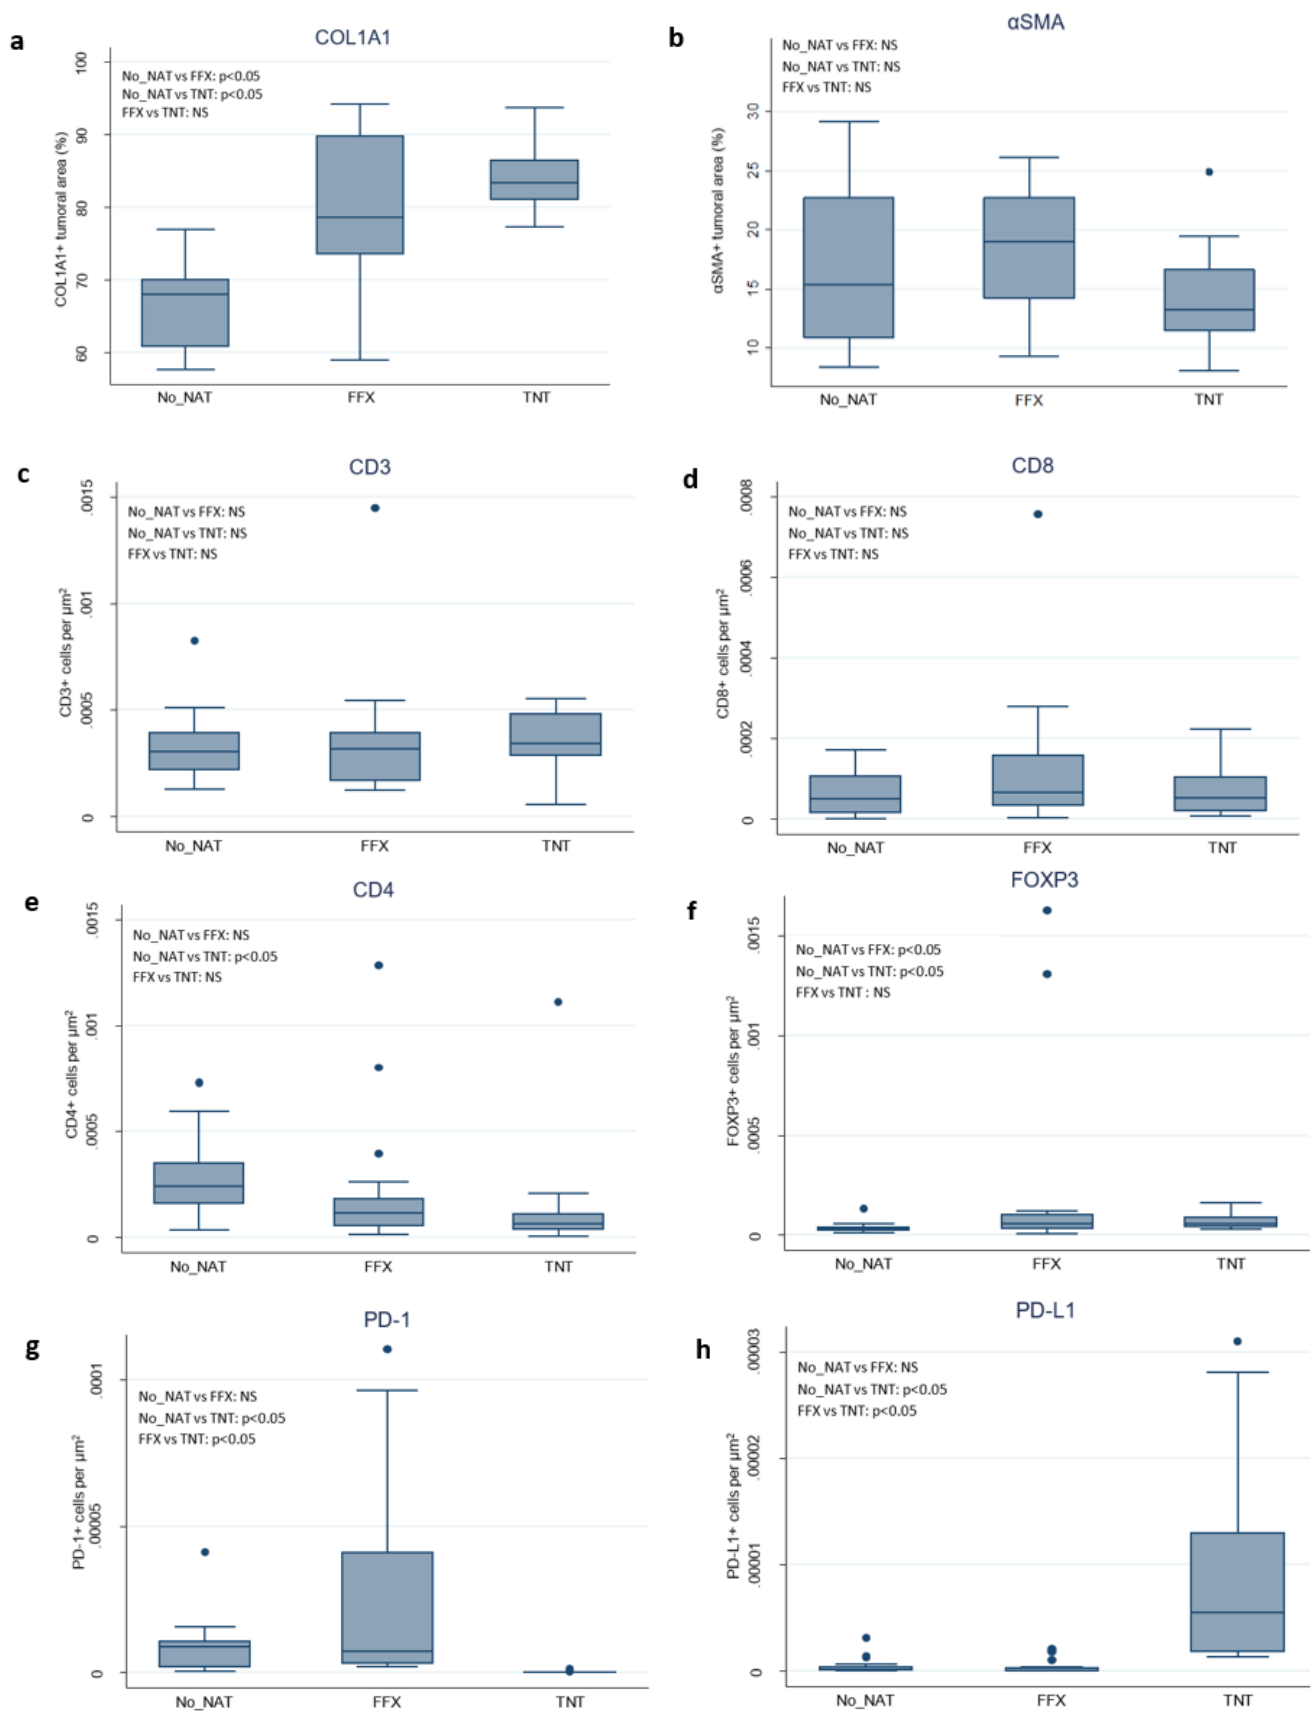 a
COL1A1
No_NAT vs FFX: p<0.05
No_NAT vs TNT: p<0.05
FFX vs TNT: NS
COL1A1+ tumoral area (%)
100
90
80
70
60
No_NAT FFX TNT
b
αSMA
No_NAT vs FFX: NS
No_NAT vs TNT: NS
FFX vs TNT: NS
αSMA+ tumoral area (%)
30
25
20
15
10
No_NAT FFX TNT
c
CD3
No_NAT vs FFX: NS
No_NAT vs TNT: NS
FFX vs TNT: NS
CD3+ cells per µm²
.0015
.001
.0005
0
No_NAT FFX TNT
d
CD8
No_NAT vs FFX: NS
No_NAT vs TNT: NS
FFX vs TNT: NS
CD8+ cells per µm²
.0008
.0006
.0004
.0002
0
No_NAT FFX TNT
e
CD4
No_NAT vs FFX: NS
No_NAT vs TNT: p<0.05
FFX vs TNT: NS
CD4+ cells per µm²
.0015
.001
.0005
0
No_NAT FFX TNT
f
FOXP3
No_NAT vs FFX: p<0.05
No_NAT vs TNT: p<0.05
FFX vs TNT : NS
FOXP3+ cells per µm²
.0015
.001
.0005
0
No_NAT FFX TNT
g
PD-1
No_NAT vs FFX: NS
No_NAT vs TNT: p<0.05
FFX vs TNT: p<0.05
PD-1+ cells per µm²
.0001
.00005
0
No_NAT FFX TNT
h
PD-L1
No_NAT vs FFX: NS
No_NAT vs TNT: p<0.05
FFX vs TNT: p<0.05
PD-L1+ cells per µm²
.00003
.00002
.00001
0
No_NAT FFX TNT